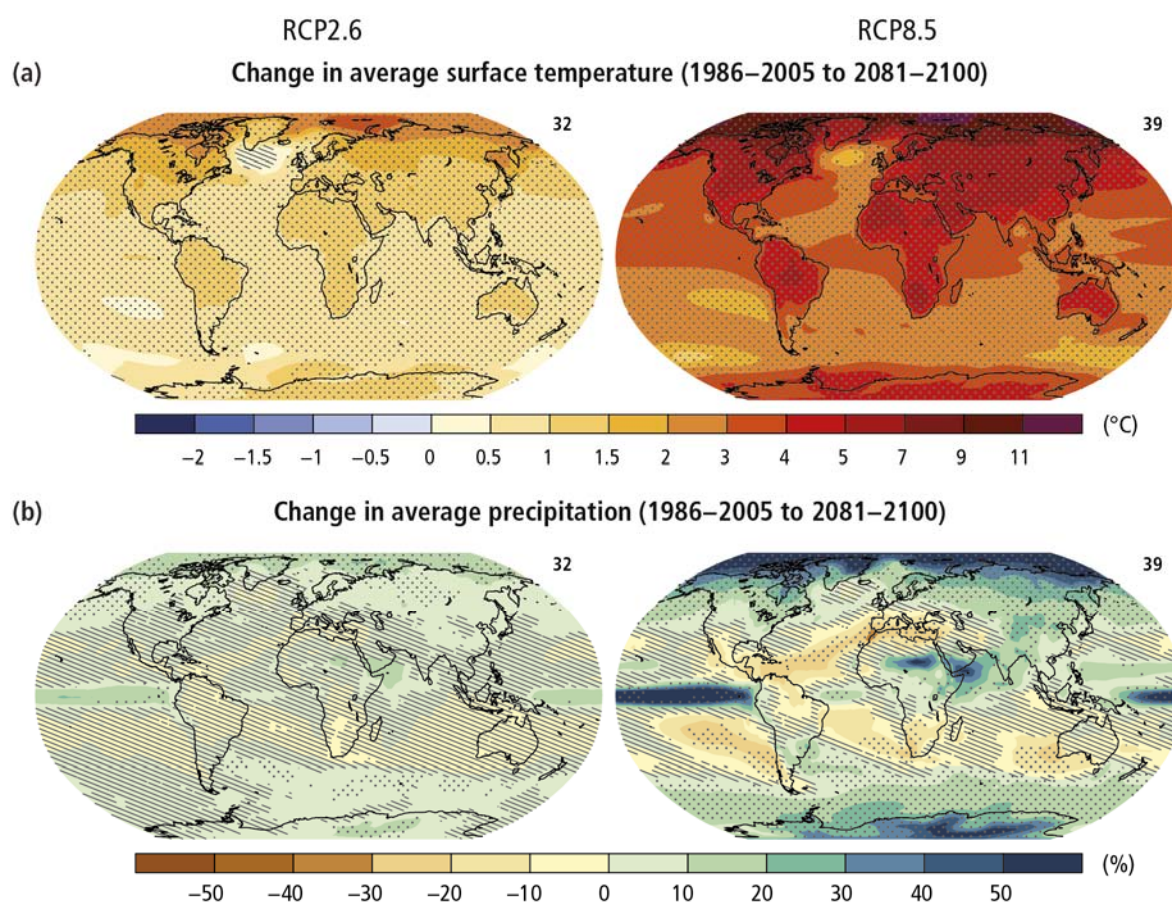 RCP2.6 RCP8.5
(a) Change in average surface temperature (1986–2005 to 2081–2100)
32 39
(°C)
−2 −1.5 −1 −0.5 0 0.5 1 1.5 2 3 4 5 7 9 11
(b) Change in average precipitation (1986–2005 to 2081–2100)
32 39
(%)
−50 −40 −30 −20 −10 0 10 20 30 40 50